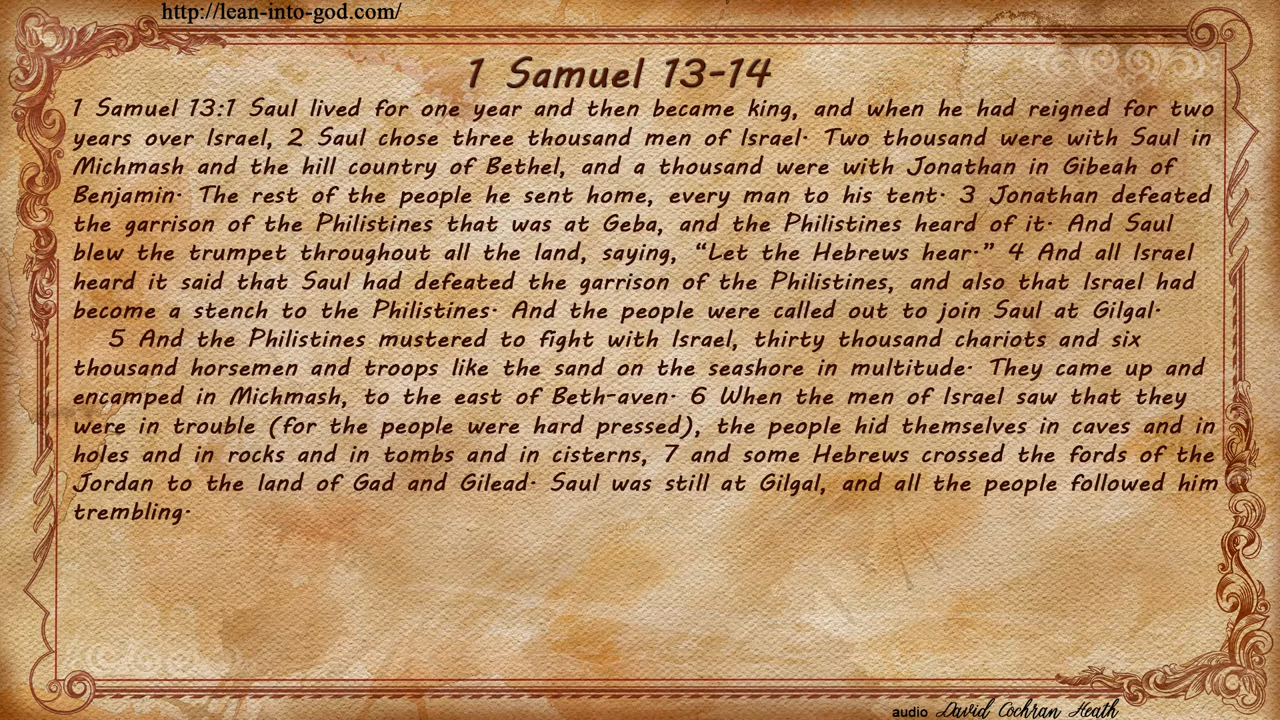 http://lean-into-god.com/
1 Samuel 13-14
1 Samuel 13:1 Saul lived for one year and then became king, and when he had reigned for two
years over Israel, 2 Saul chose three thousand men of Israel. Two thousand were with Saul in
Michmash and the hill country of Bethel, and a thousand were with Jonathan in Gibeah of
Benjamin. The rest of the people he sent home, every man to his tent. 3 Jonathan defeated
the garrison of the Philistines that was at Geba, and the Philistines heard of it. And Saul
blew the trumpet throughout all the land, saying, “Let the Hebrews hear.” 4 And all Israel
heard it said that Saul had defeated the garrison of the Philistines, and also that Israel had
become a stench to the Philistines. And the people were called out to join Saul at Gilgal.
5 And the Philistines mustered to fight with Israel, thirty thousand chariots and six
thousand horsemen and troops like the sand on the seashore in multitude. They came up and
encamped in Michmash, to the east of Beth-aven. 6 When the men of Israel saw that they
were in trouble (for the people were hard pressed), the people hid themselves in caves and in
holes and in rocks and in tombs and in cisterns, 7 and some Hebrews crossed the fords of the
Jordan to the land of Gad and Gilead. Saul was still at Gilgal, and all the people followed him
trembling.
audio David Cochran Heath